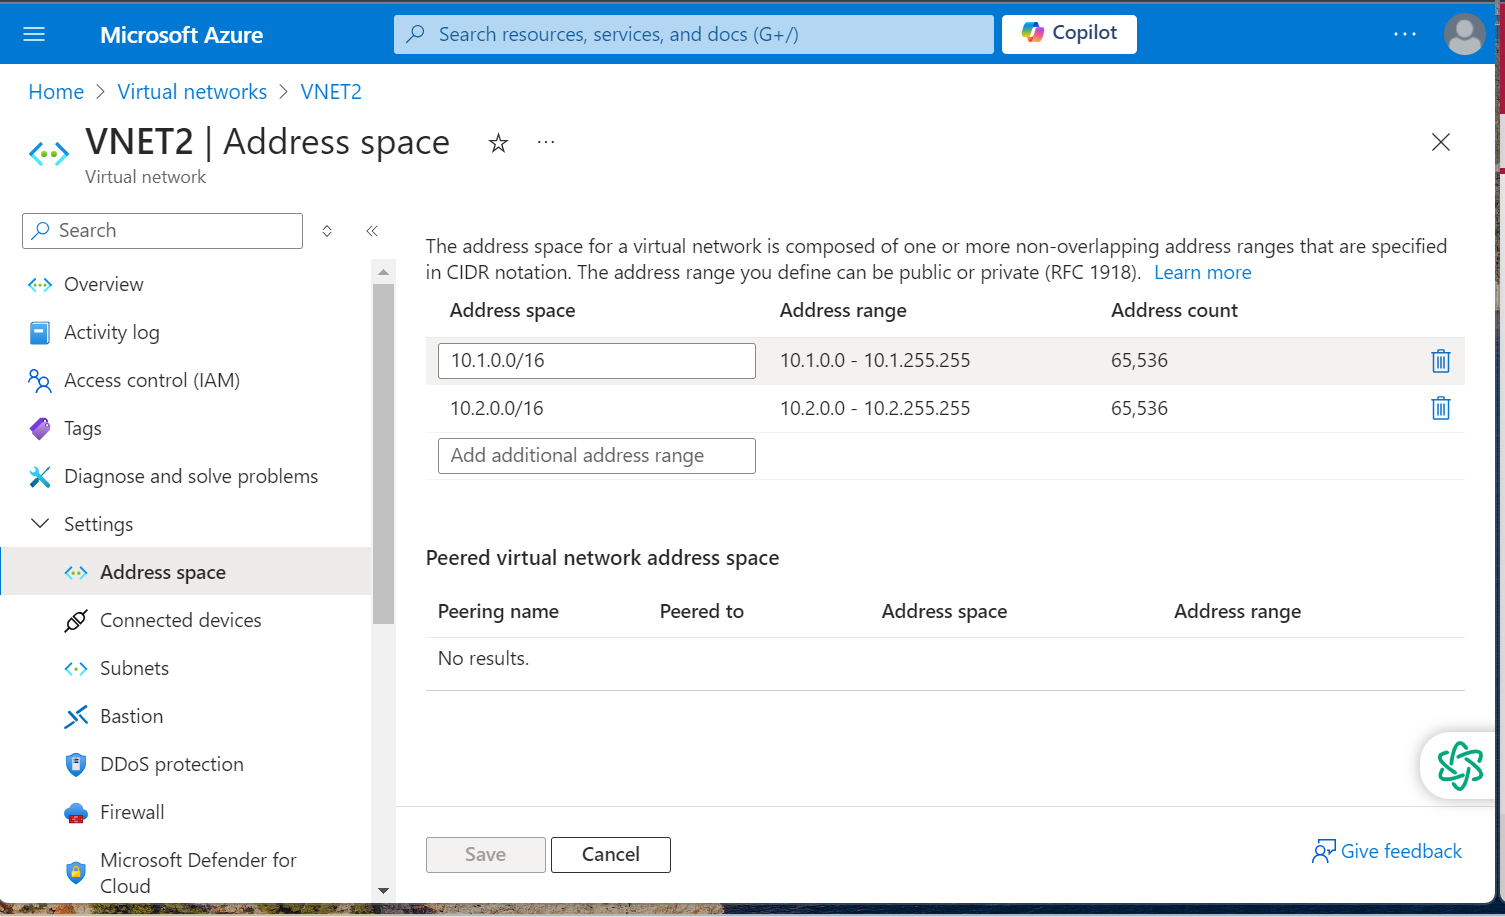 Microsoft Azure
Search resources, services, and docs (G+/)
Copilot
Home > Virtual networks > VNET2
VNET2 | Address space
Virtual network
Search
Overview
Activity log
Access control (IAM)
Tags
Diagnose and solve problems
Settings
Address space
Connected devices
Subnets
Bastion
DDoS protection
Firewall
Microsoft Defender for
Cloud
The address space for a virtual network is composed of one or more non-overlapping address ranges that are specified
in CIDR notation. The address range you define can be public or private (RFC 1918). Learn more
Address space Address range Address count
10.1.0.0/16 10.1.0.0 - 10.1.255.255 65,536
10.2.0.0/16 10.2.0.0 - 10.2.255.255 65,536
Add additional address range
Peered virtual network address space
Peering name Peered to Address space Address range
No results.
Save Cancel
Give feedback